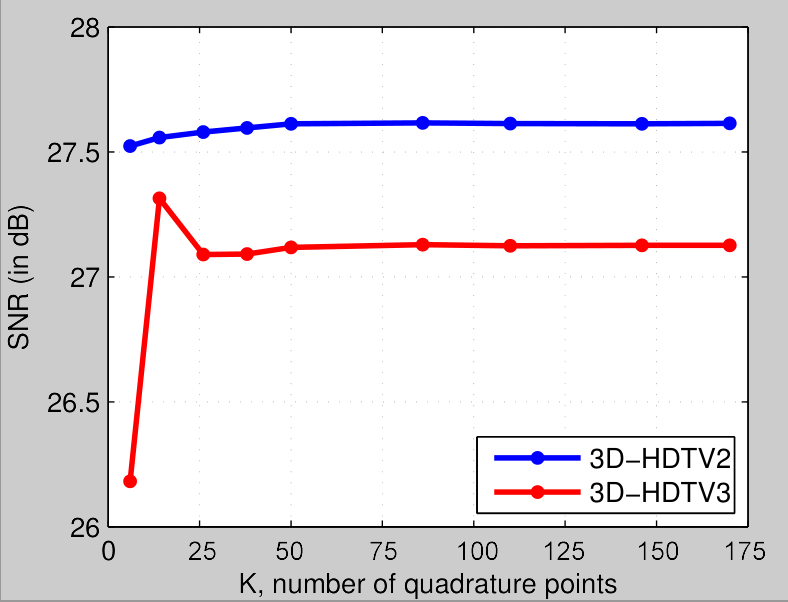 28
27.5
27
26.5
26
SNR (in dB)
3D−HDTV2
3D−HDTV3
0 25 50 75 100 125 150 175
K, number of quadrature points